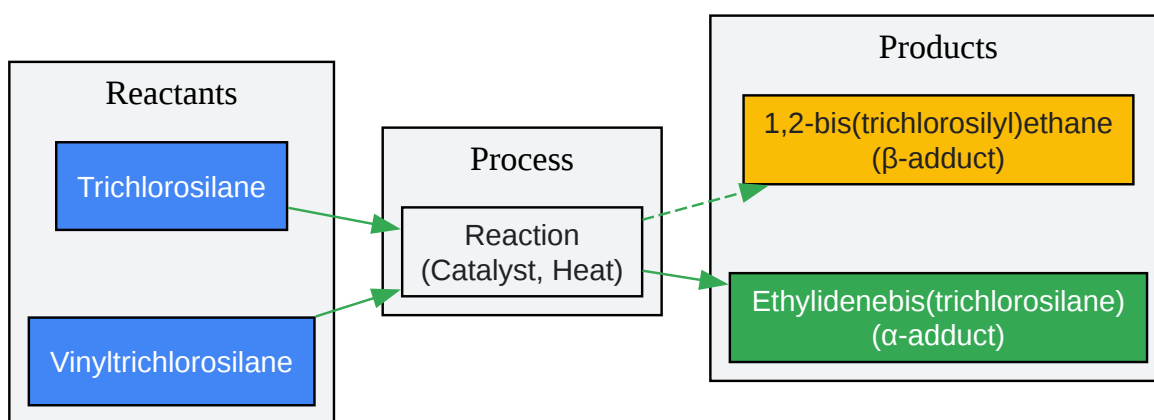 Reactants
Trichlorosilane
Vinyltrichlorosilane
Process
Reaction
(Catalyst, Heat)
Products
1,2-bis(trichlorosilyl)ethane
(β-adduct)
Ethylidenebis(trichlorosilane)
(α-adduct)